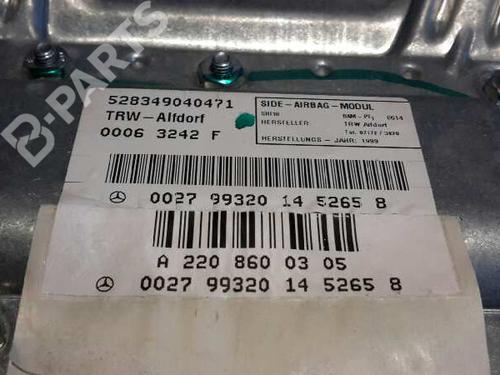 B-PARTS
528349040471
TRW-Alfdorf
0006 3242 F
SIDE-AIRBAG-MODUL
HERSTELLER: TRW Alfdorf
HERSTELLUNGS - JAHR: 1999
0027 99320 14 5265 8
A 220 860 03 05
0027 99320 14 5265 8